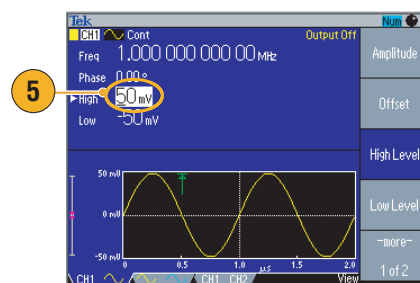 Tek
Num
CH1 Cont
Output Off
Freq 1.000 000 000 00 MHz
Phase 0.00 °
5
High 50 mV
Low -50 mV
Amplitude
Offset
High Level
Low Level
-more-
1 of 2
50 mV
0 mV
-50 mV
0 0.5 1.0 µs 1.5 2.0
CH1 CH1 CH2 View